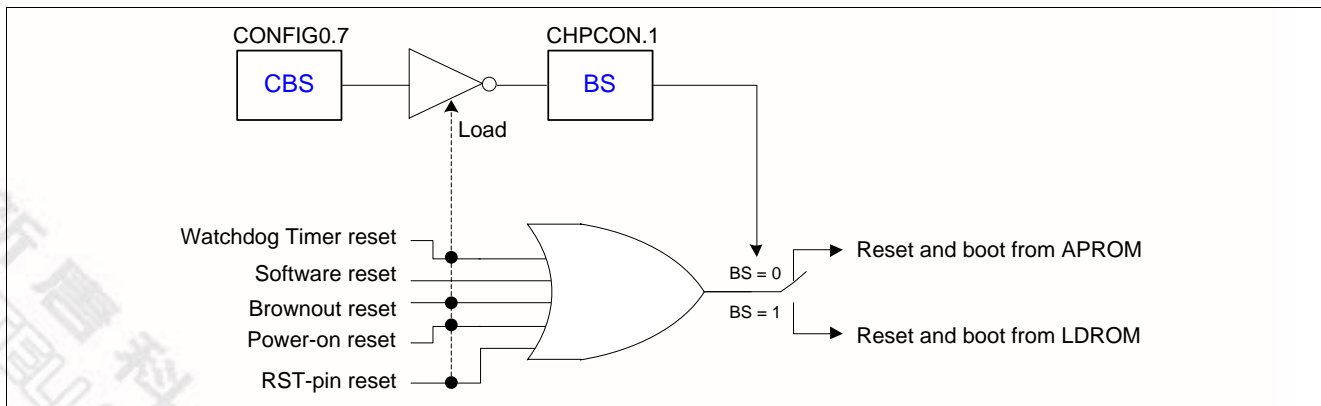 CONFIG0.7
CHPCON.1
CBS
BS
Load
Watchdog Timer reset
Software reset
Brownout reset
Power-on reset
RST-pin reset
BS = 0
BS = 1
Reset and boot from APROM
Reset and boot from LDROM